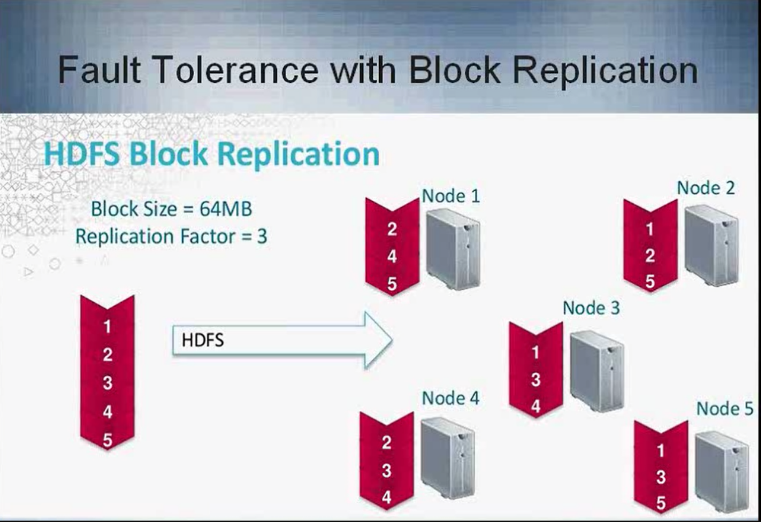 Fault Tolerance with Block Replication
HDFS Block Replication
Block Size = 64MB
Replication Factor = 3
1
2
3
4
5
HDFS
Node 1
2
4
5
Node 2
1
2
5
Node 3
1
3
4
Node 4
2
3
4
Node 5
1
3
5